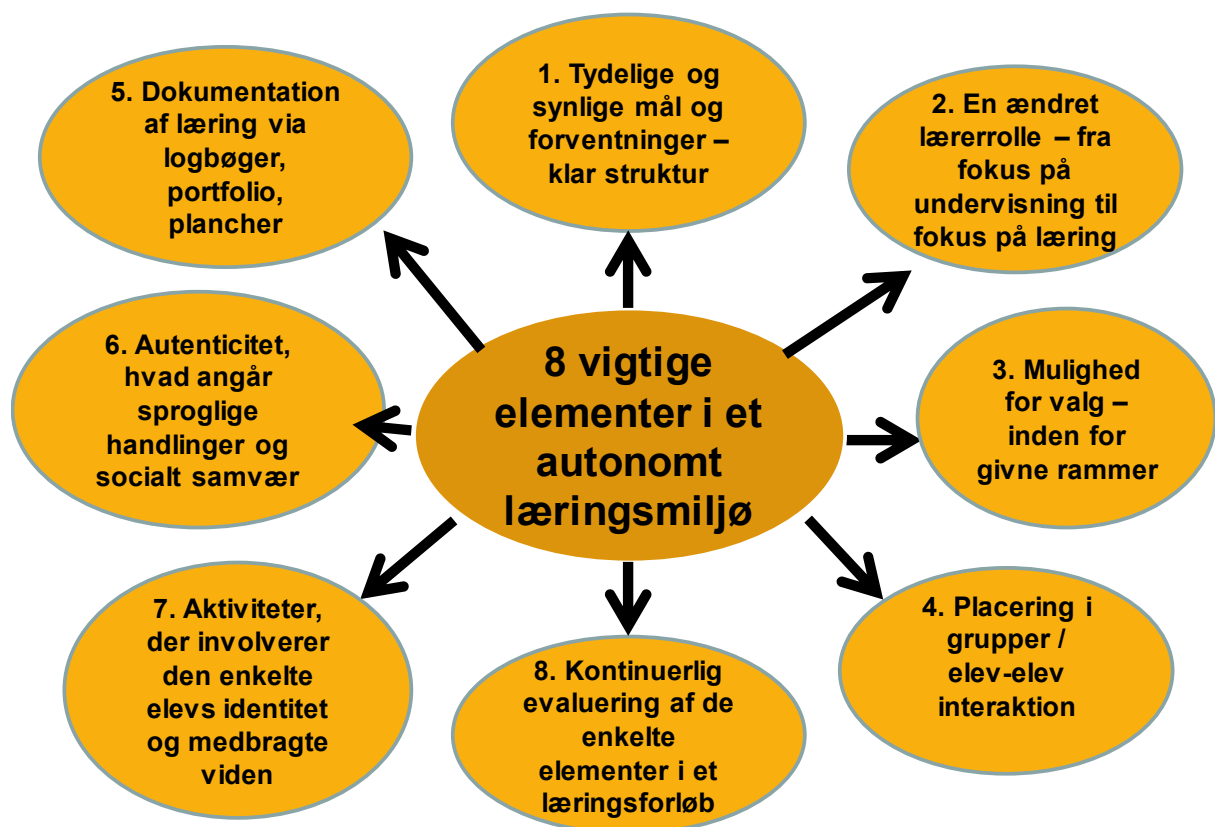 8 vigtige
elementer i et
autonomt
læringsmiljø
1. Tydelige og
synlige mål og
forventninger –
klar struktur
2. En ændret
lærerrolle – fra
fokus på
undervisning til
fokus på læring
3. Mulighed
for valg –
inden for
givne rammer
4. Placering i
grupper /
elev-elev
interaktion
5. Dokumentation
af læring via
logbøger,
portfolio,
plancher
6. Autenticitet,
hvad angår
sproglige
handlinger og
socialt samvær
7. Aktiviteter,
der involverer
den enkelte
elevs identitet
og medbragte
viden
8. Kontinuerlig
evaluering af de
enkelte
elementer i et
læringsforløb